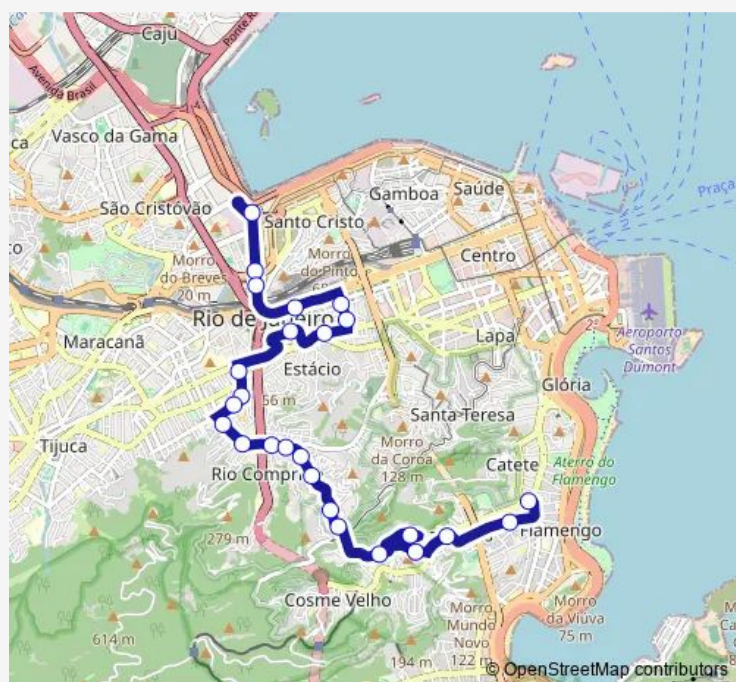 Caju
Ponte R
Avenida Brasil
Vasco da Gama
Saúde
Gamboa
Praça
São Cristóvão
Santo Cristo
Centro
Morro
do Breves
20 m
Morro
do Pinto
Rio de Janeiro
Maracanã
Lapa
Aeroporto
Santos
Dumont
Estácio
Glória
56 m
Santa Teresa
Tijuca
Morro
da Coroa
128 m
Catete
Aterro do
Flamengo
Rio Comprido
279 m
Flamengo
Cosme Velho
Morro
Mundo
Novo
122 m
Morro
da Viúva
75 m
614 m
194 m
© OpenStreetMap contributors